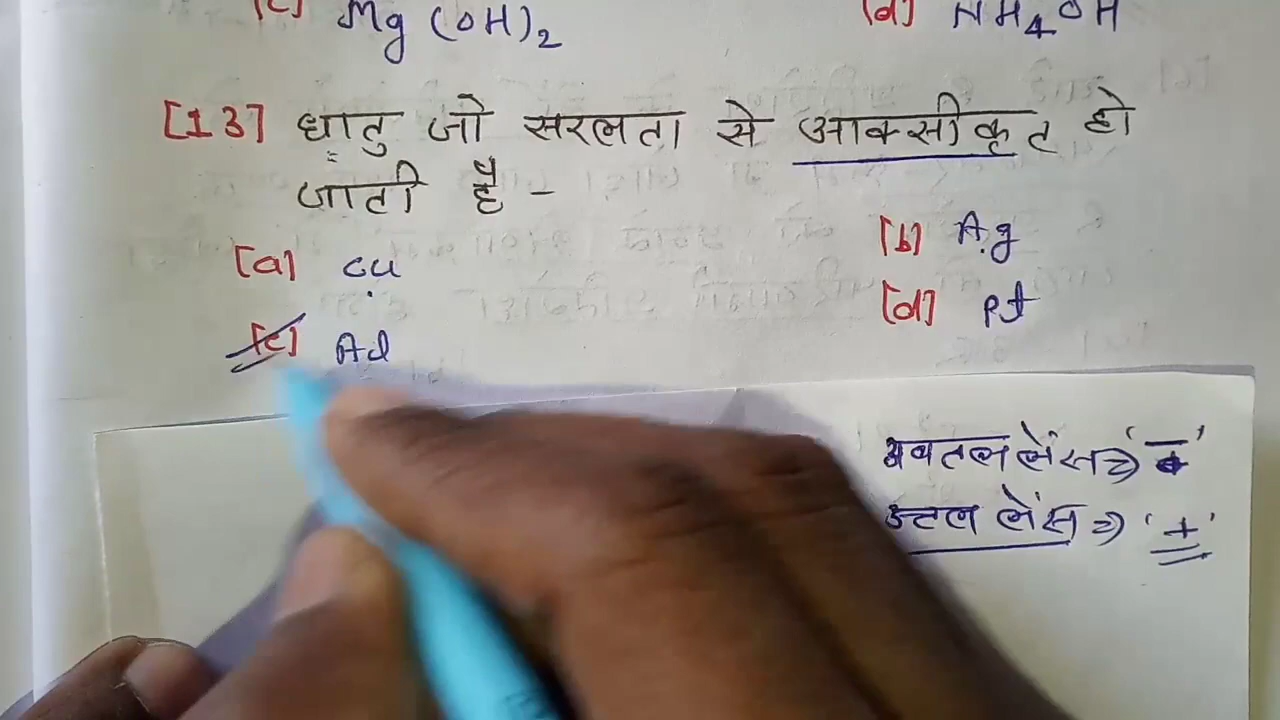 [c] Mg(OH)₂ [d] NH₄OH
[13] धातु जो सरलता से आक्सीकृत हो
जाती है -
[a] Cu [b] Ag
[c] Al [d] Pt
अवतल लेंस ⇒ '-'
उत्तल लेंस ⇒ '+'